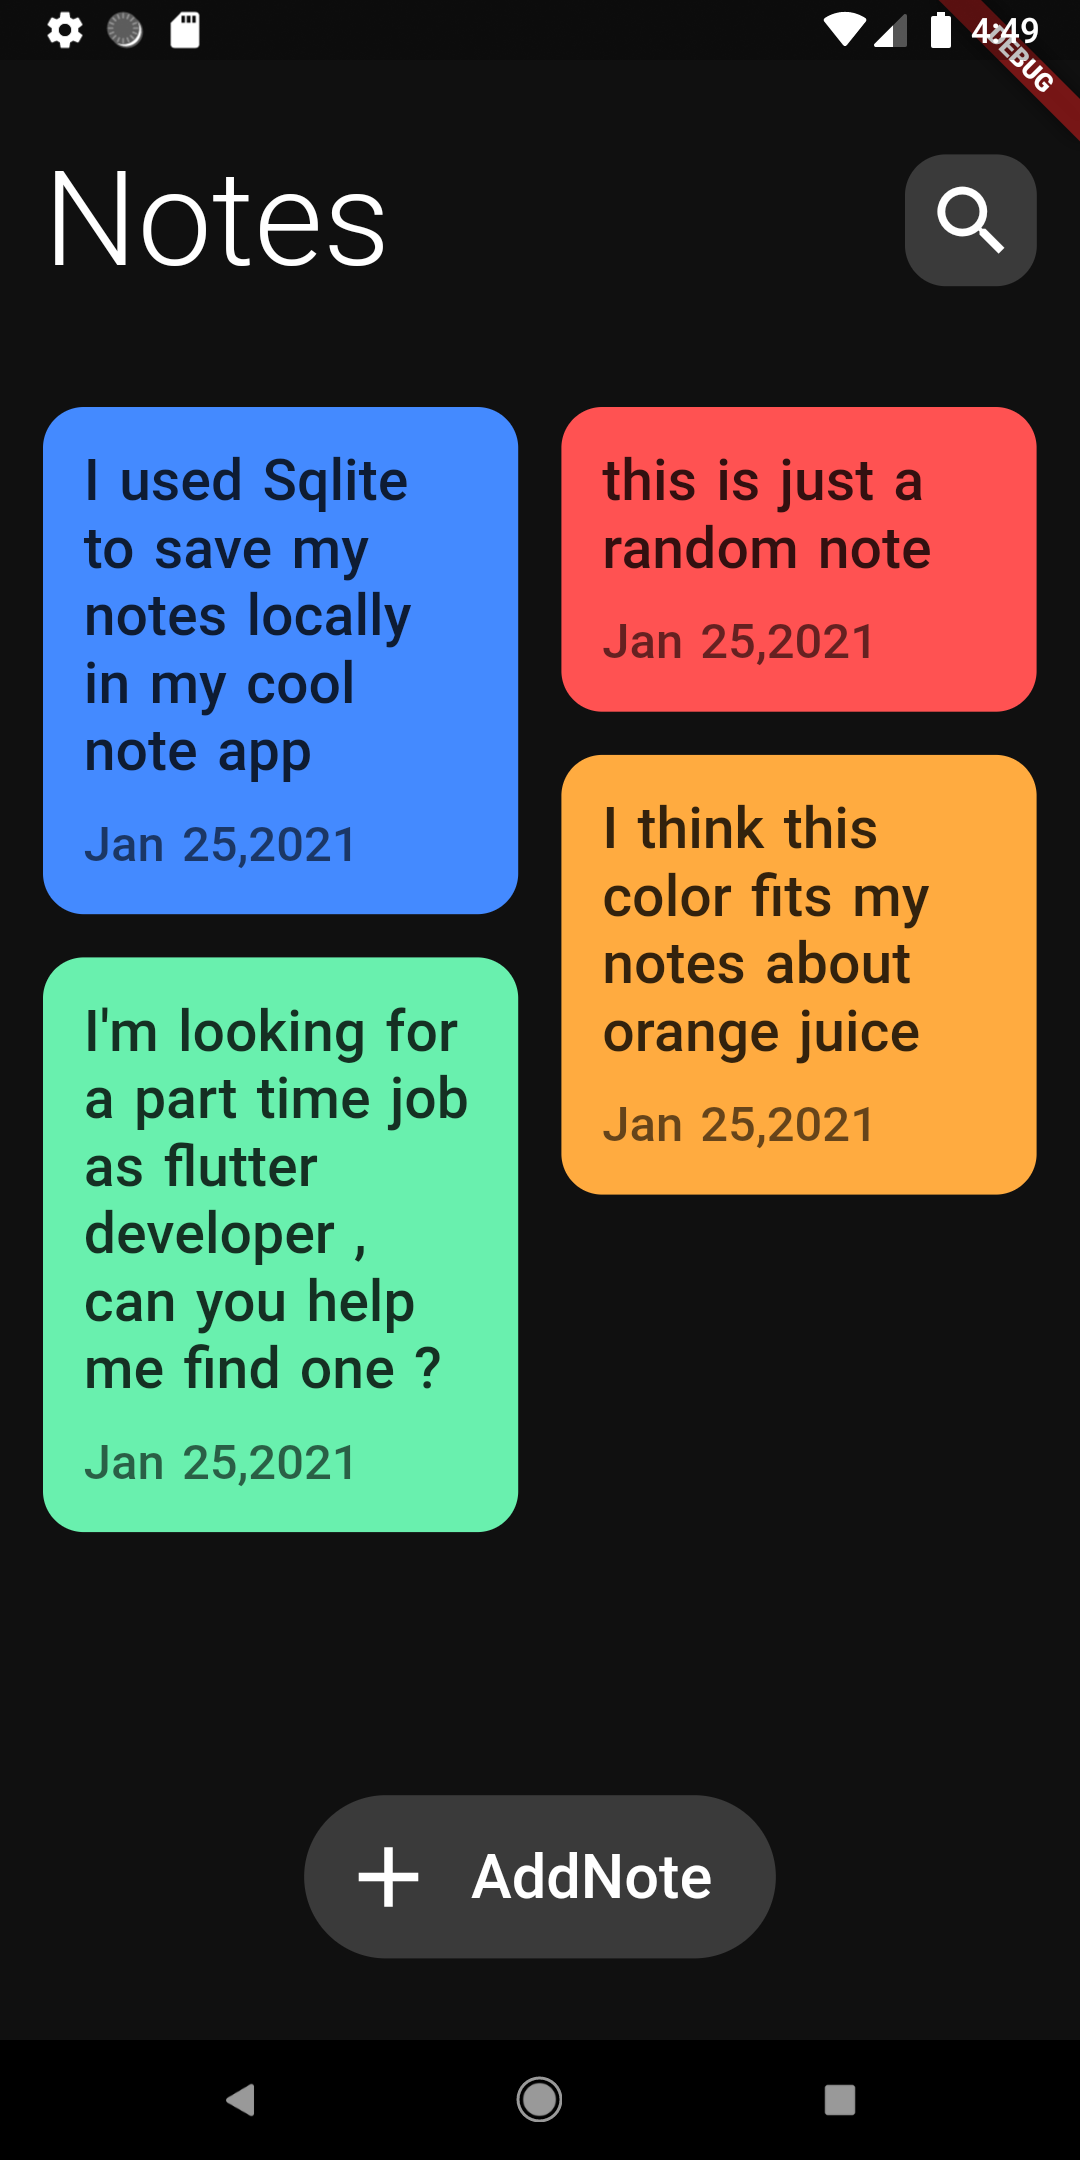 4:49
DEBUG
Notes
I used Sqlite
to save my
notes locally
in my cool
note app
Jan 25,2021
this is just a
random note
Jan 25,2021
I think this
color fits my
notes about
orange juice
Jan 25,2021
I'm looking for
a part time job
as flutter
developer ,
can you help
me find one ?
Jan 25,2021
AddNote